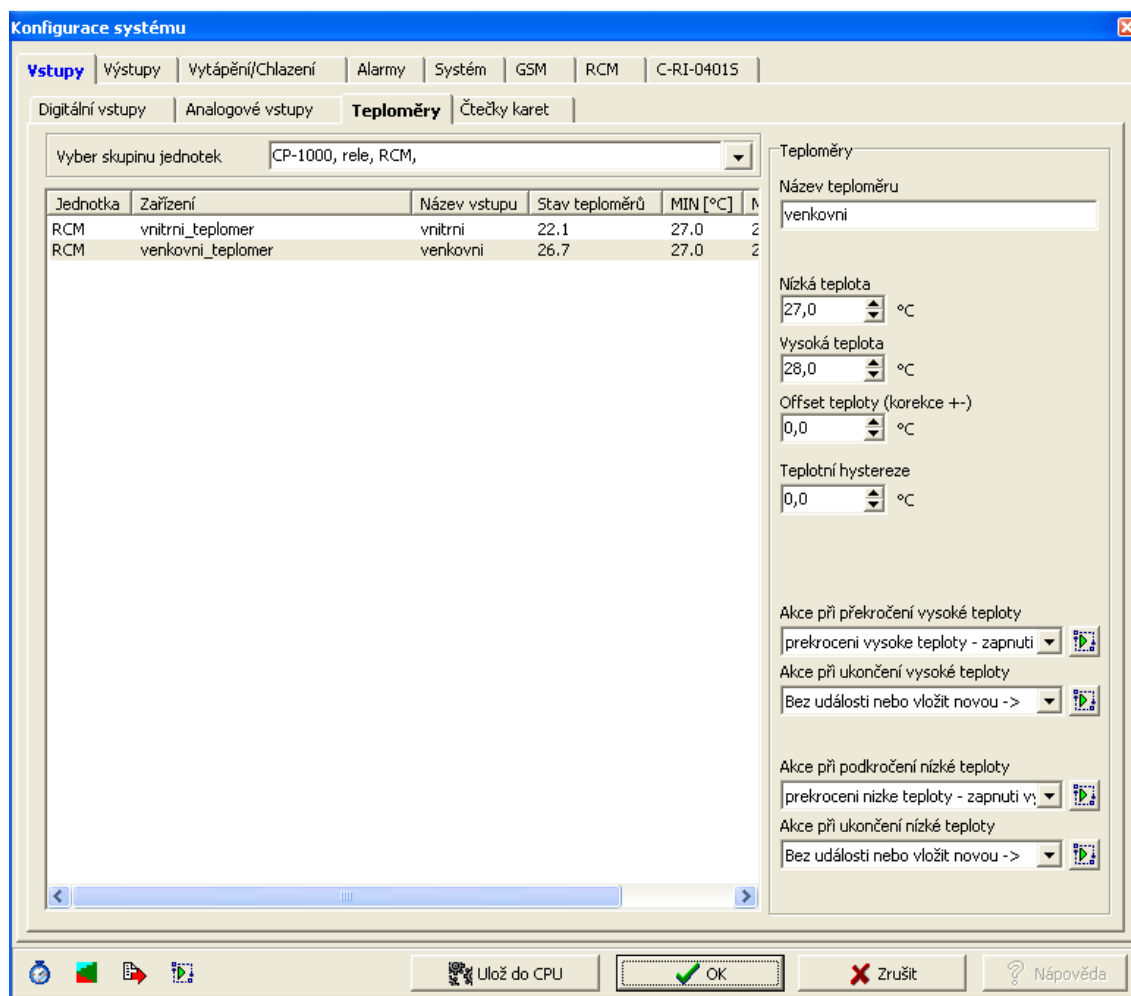 Konfigurace systému
Vstupy Výstupy Vytápění/Chlazení Alarmy Systém GSM RCM C-RI-0401S
Digitální vstupy Analogové vstupy Teploměry Čtečky karet
Vyber skupinu jednotek CP-1000, rele, RCM,
Jednotka Zařízení Název vstupu Stav teploměrů MIN [°C]
RCM vnitrni_teplomer vnitrni 22.1 27.0 2
RCM venkovni_teplomer venkovni 26.7 27.0 2
Teploměry
Název teploměru
venkovni
Nízká teplota
27,0 °C
Vysoká teplota
28,0 °C
Offset teploty (korekce +-)
0,0 °C
Teplotní hystereze
0,0 °C
Akce při překročení vysoké teploty
prekroceni vysoke teploty - zapnuti
Akce při ukončení vysoké teploty
Bez události nebo vložit novou ->
Akce při podkročení nízké teploty
prekroceni nizke teploty - zapnuti vy
Akce při ukončení nízké teploty
Bez události nebo vložit novou ->
Ulož do CPU OK Zrušit Nápověda